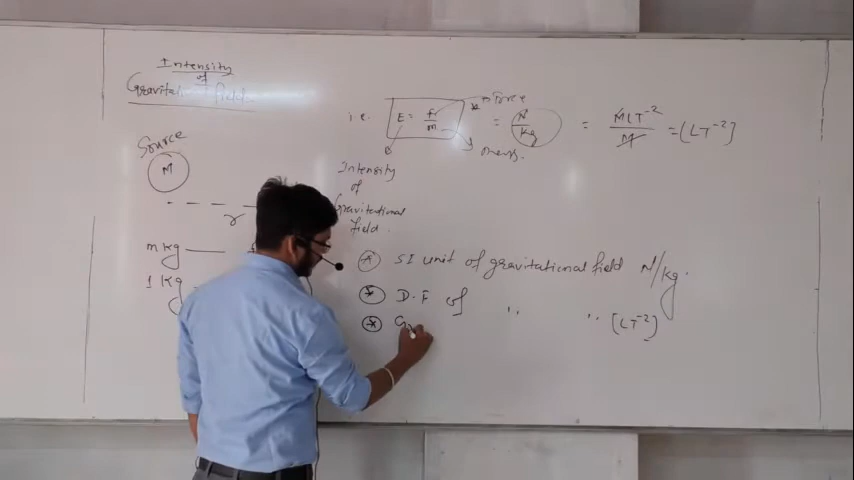 Intensity
of
Gravitational field
Source
M
r
m kg
1 kg
i.e. E = f/m = N/kg = MLT⁻²/M = [LT⁻²]
force
mass.
Intensity
of
Gravitational
field.
* SI unit of gravitational field N/kg.
* D.F of " " [LT⁻²]
* Gr